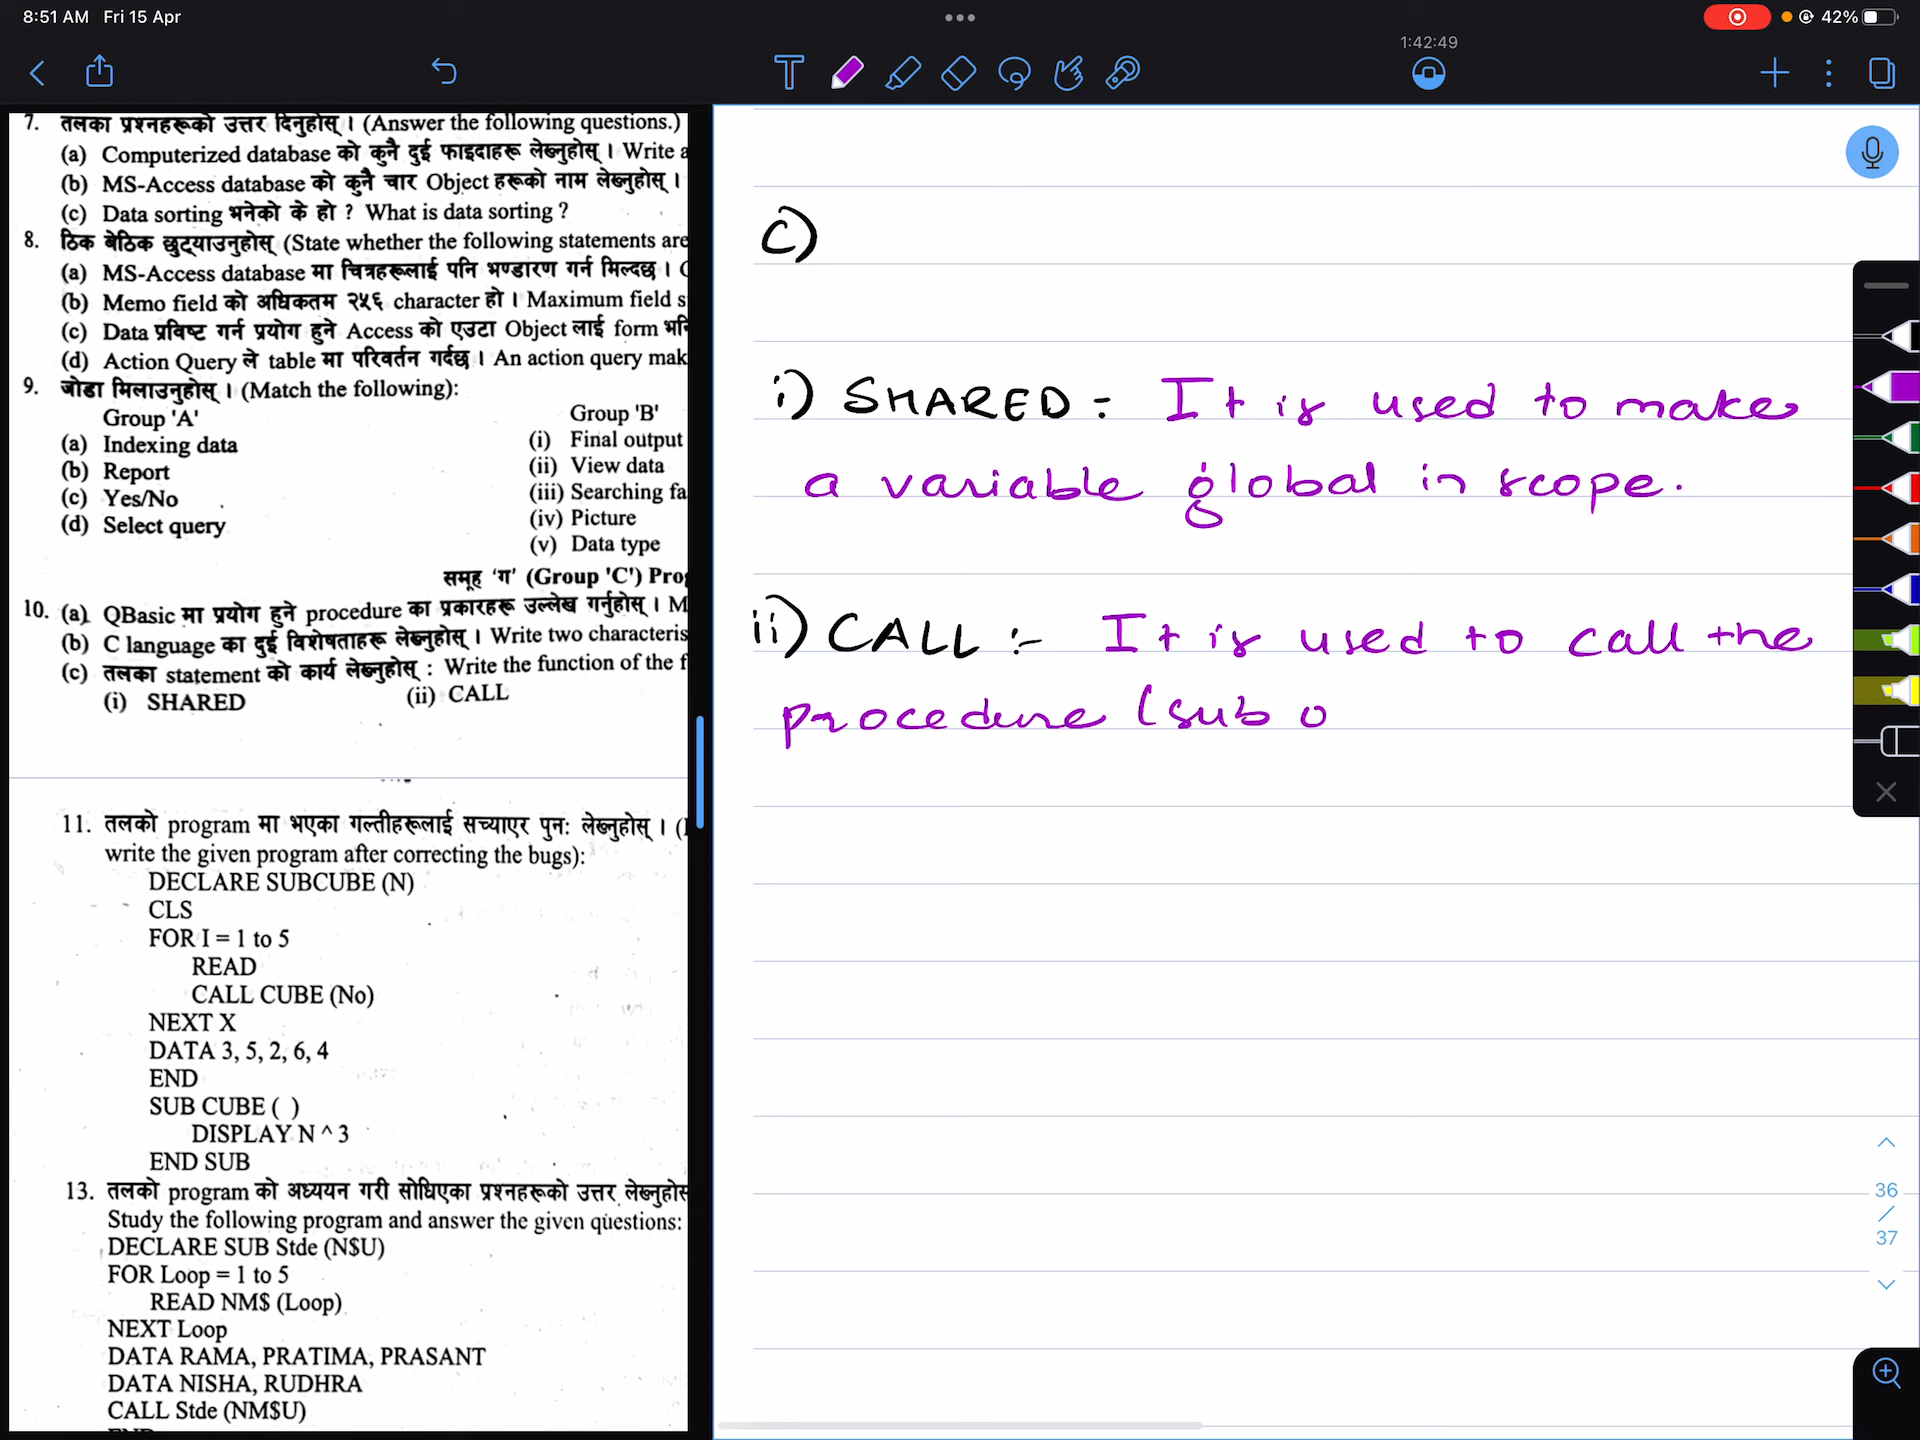 8:51 AM Fri 15 Apr
42%
1:42:49
7. तलका प्रश्नहरूको उत्तर दिनुहोस् । (Answer the following questions.)
(a) Computerized database को कुनै दुई फाइदाहरू लेख्नुहोस् । Write a
(b) MS-Access database को कुनै चार Object हरूको नाम लेख्नुहोस् ।
(c) Data sorting भनेको के हो ? What is data sorting ?
8. ठिक बेठिक छुट्याउनुहोस् (State whether the following statements are
(a) MS-Access database मा चित्रहरूलाई पनि भण्डारण गर्न मिल्दछ ।
(b) Memo field को अधिकतम २५६ character हो । Maximum field s
(c) Data प्रविष्ट गर्न प्रयोग हुने Access को एउटा Object लाई form भनि
(d) Action Query ले table मा परिवर्तन गर्दछ । An action query mak
9. जोडा मिलाउनुहोस् । (Match the following):
Group 'A' Group 'B'
(a) Indexing data (i) Final output
(b) Report (ii) View data
(c) Yes/No (iii) Searching fa
(d) Select query (iv) Picture
(v) Data type
समूह 'ग' (Group 'C') Pro
10. (a) QBasic मा प्रयोग हुने procedure का प्रकारहरू उल्लेख गर्नुहोस् । M
(b) C language का दुई विशेषताहरू लेख्नुहोस् । Write two characteris
(c) तलका statement को कार्य लेख्नुहोस् : Write the function of the f
(i) SHARED (ii) CALL
11. तलको program मा भएका गल्तीहरूलाई सच्याएर पुन: लेख्नुहोस् । (
write the given program after correcting the bugs):
DECLARE SUBCUBE (N)
CLS
FOR I = 1 to 5
READ
CALL CUBE (No)
NEXT X
DATA 3, 5, 2, 6, 4
END
SUB CUBE ( )
DISPLAY N ^ 3
END SUB
13. तलको program को अध्ययन गरी सोधिएका प्रश्नहरूको उत्तर लेख्नुहोस्
Study the following program and answer the given questions:
DECLARE SUB Stde (N$U)
FOR Loop = 1 to 5
READ NM$ (Loop)
NEXT Loop
DATA RAMA, PRATIMA, PRASANT
DATA NISHA, RUDHRA
CALL Stde (NM$U)
c)
i) SHARED : It is used to make
a variable global in scope.
ii) CALL :- It is used to call the
procedure (sub o
36
/
37